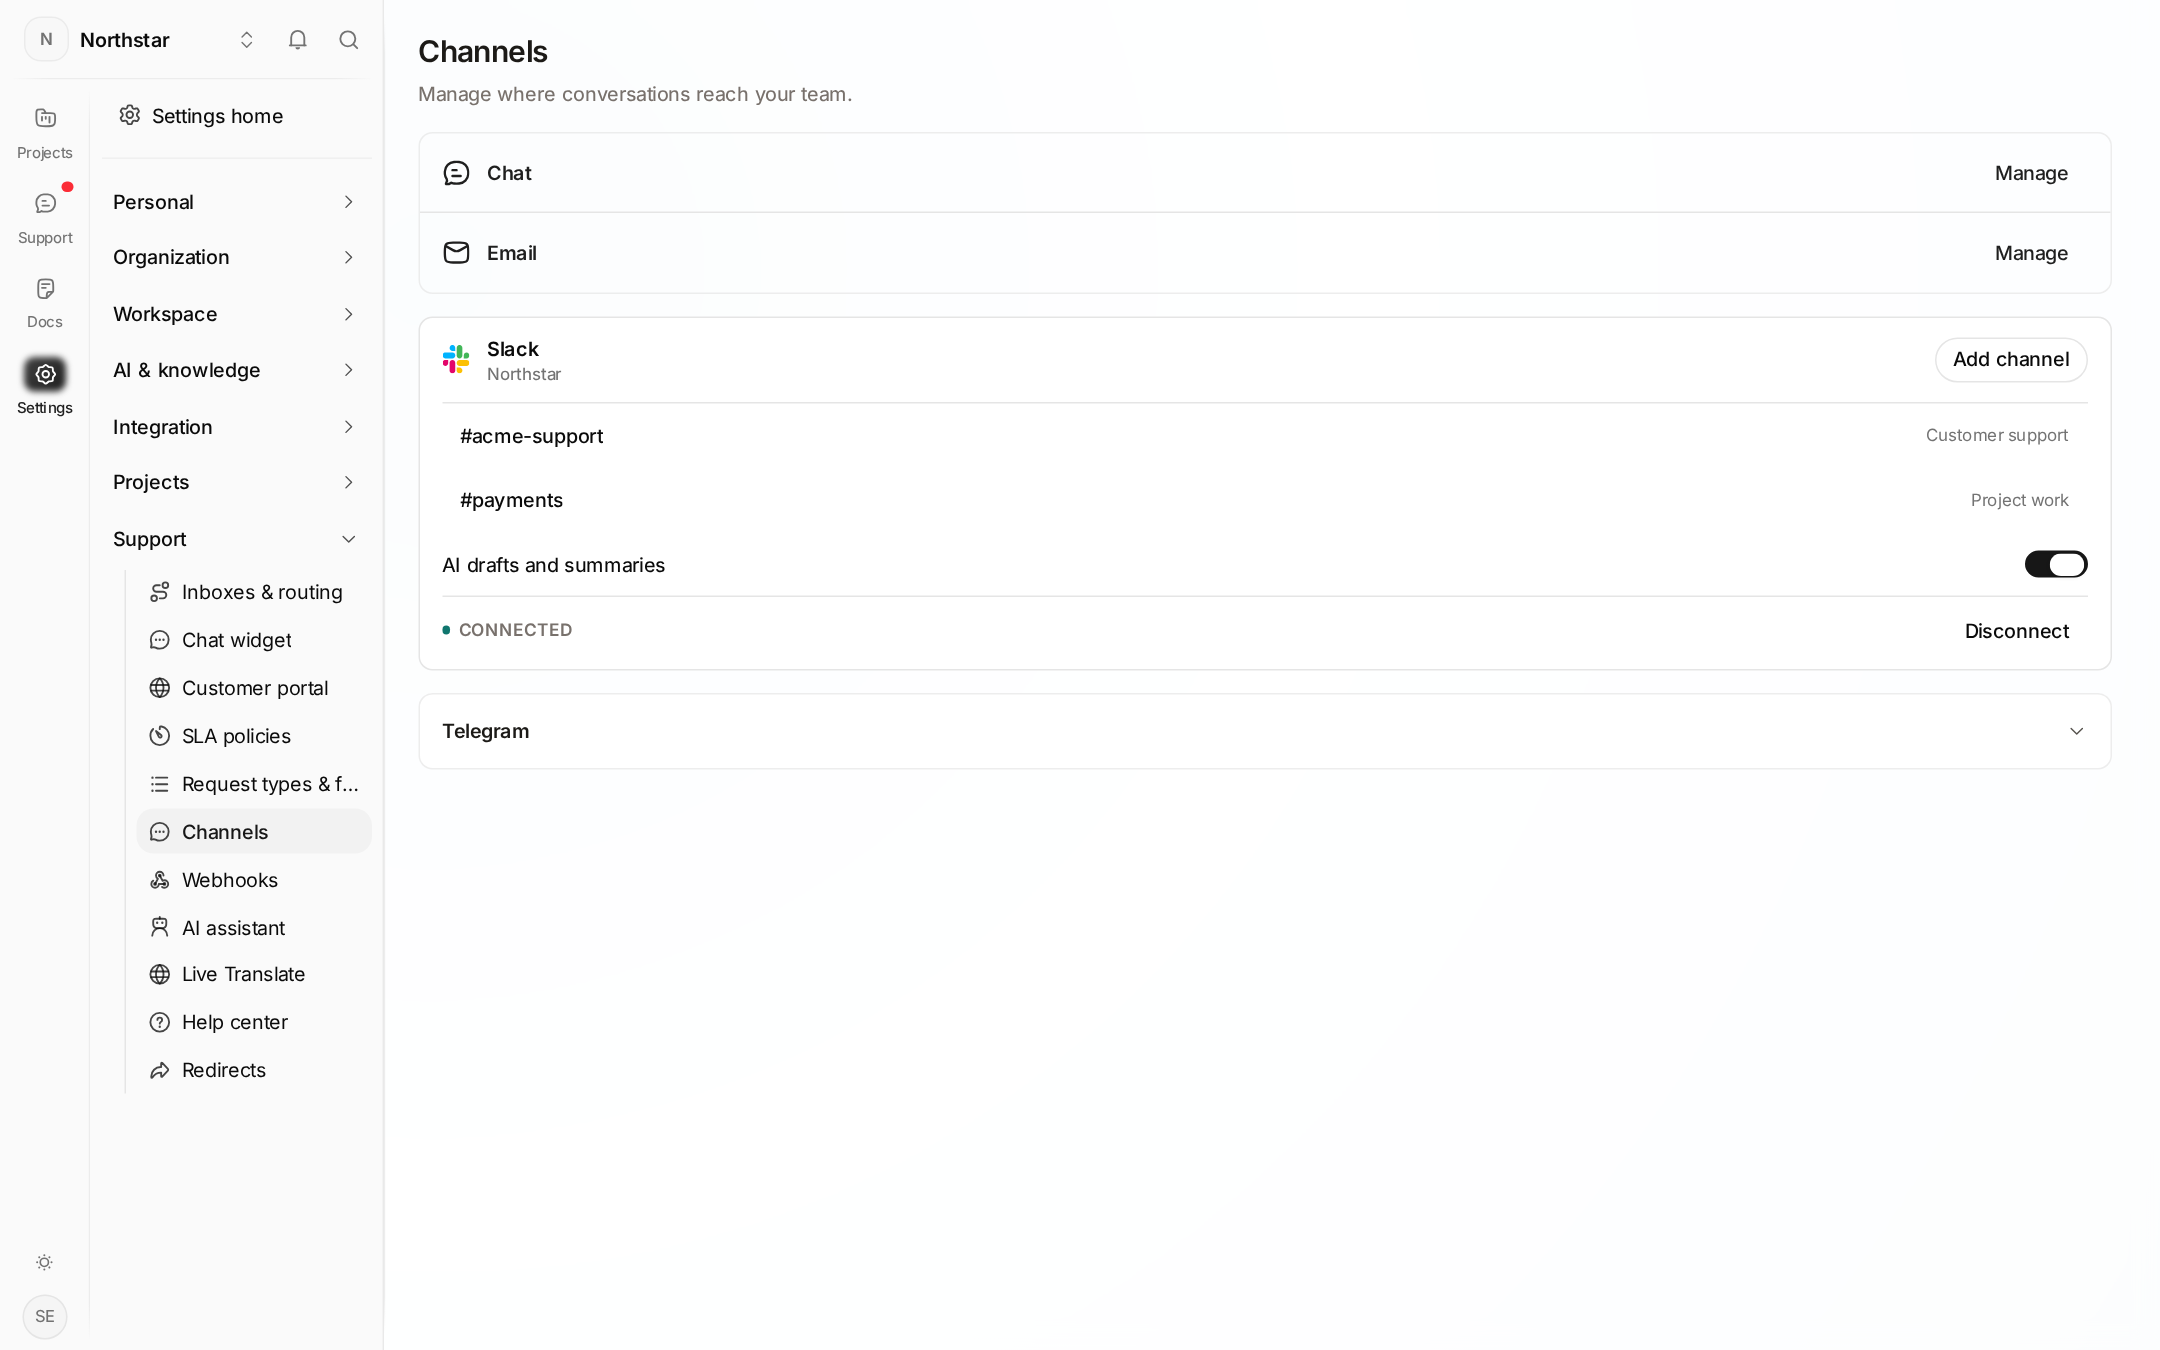 N
Northstar
Projects
Support
Docs
Settings
Settings home
Personal
Organization
Workspace
AI & knowledge
Integration
Projects
Support
Inboxes & routing
Chat widget
Customer portal
SLA policies
Request types & f...
Channels
Webhooks
AI assistant
Live Translate
Help center
Redirects
SE
Channels
Manage where conversations reach your team.
Chat Manage
Email Manage
Slack
Northstar
Add channel
#acme-support Customer support
#payments Project work
AI drafts and summaries
CONNECTED Disconnect
Telegram